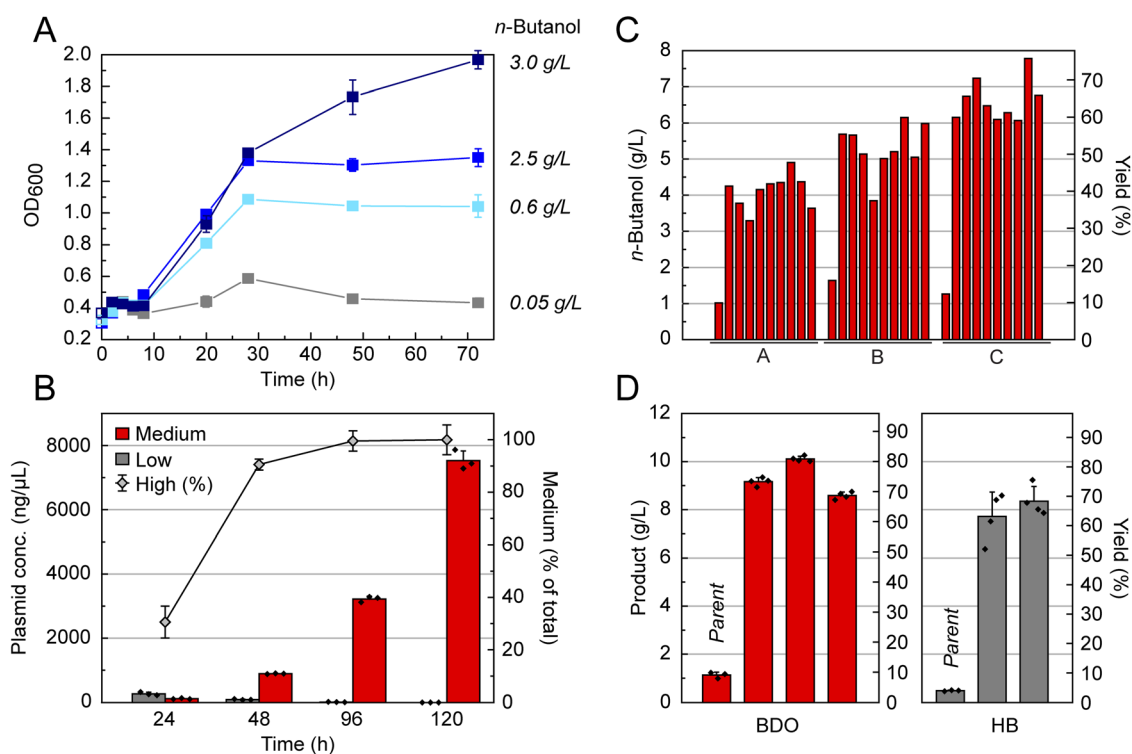 A
n-Butanol
2.0
1.8
1.6
1.4
1.2
1.0
0.8
0.6
0.4
0.2
OD600
3.0 g/L
2.5 g/L
0.6 g/L
0.05 g/L
0 10 20 30 40 50 60 70
Time (h)
B
Medium
Low
High (%)
8000
6000
4000
2000
0
Plasmid conc. (ng/μL)
100
80
60
40
20
0
Medium (% of total)
24 48 96 120
Time (h)
C
8
7
6
5
4
3
2
1
0
n-Butanol (g/L)
70
60
50
40
30
20
10
0
Yield (%)
A B C
D
12
10
8
6
4
2
0
Product (g/L)
Parent
90
80
70
60
50
40
30
20
10
0
BDO
Parent
90
80
70
60
50
40
30
20
10
0
Yield (%)
HB